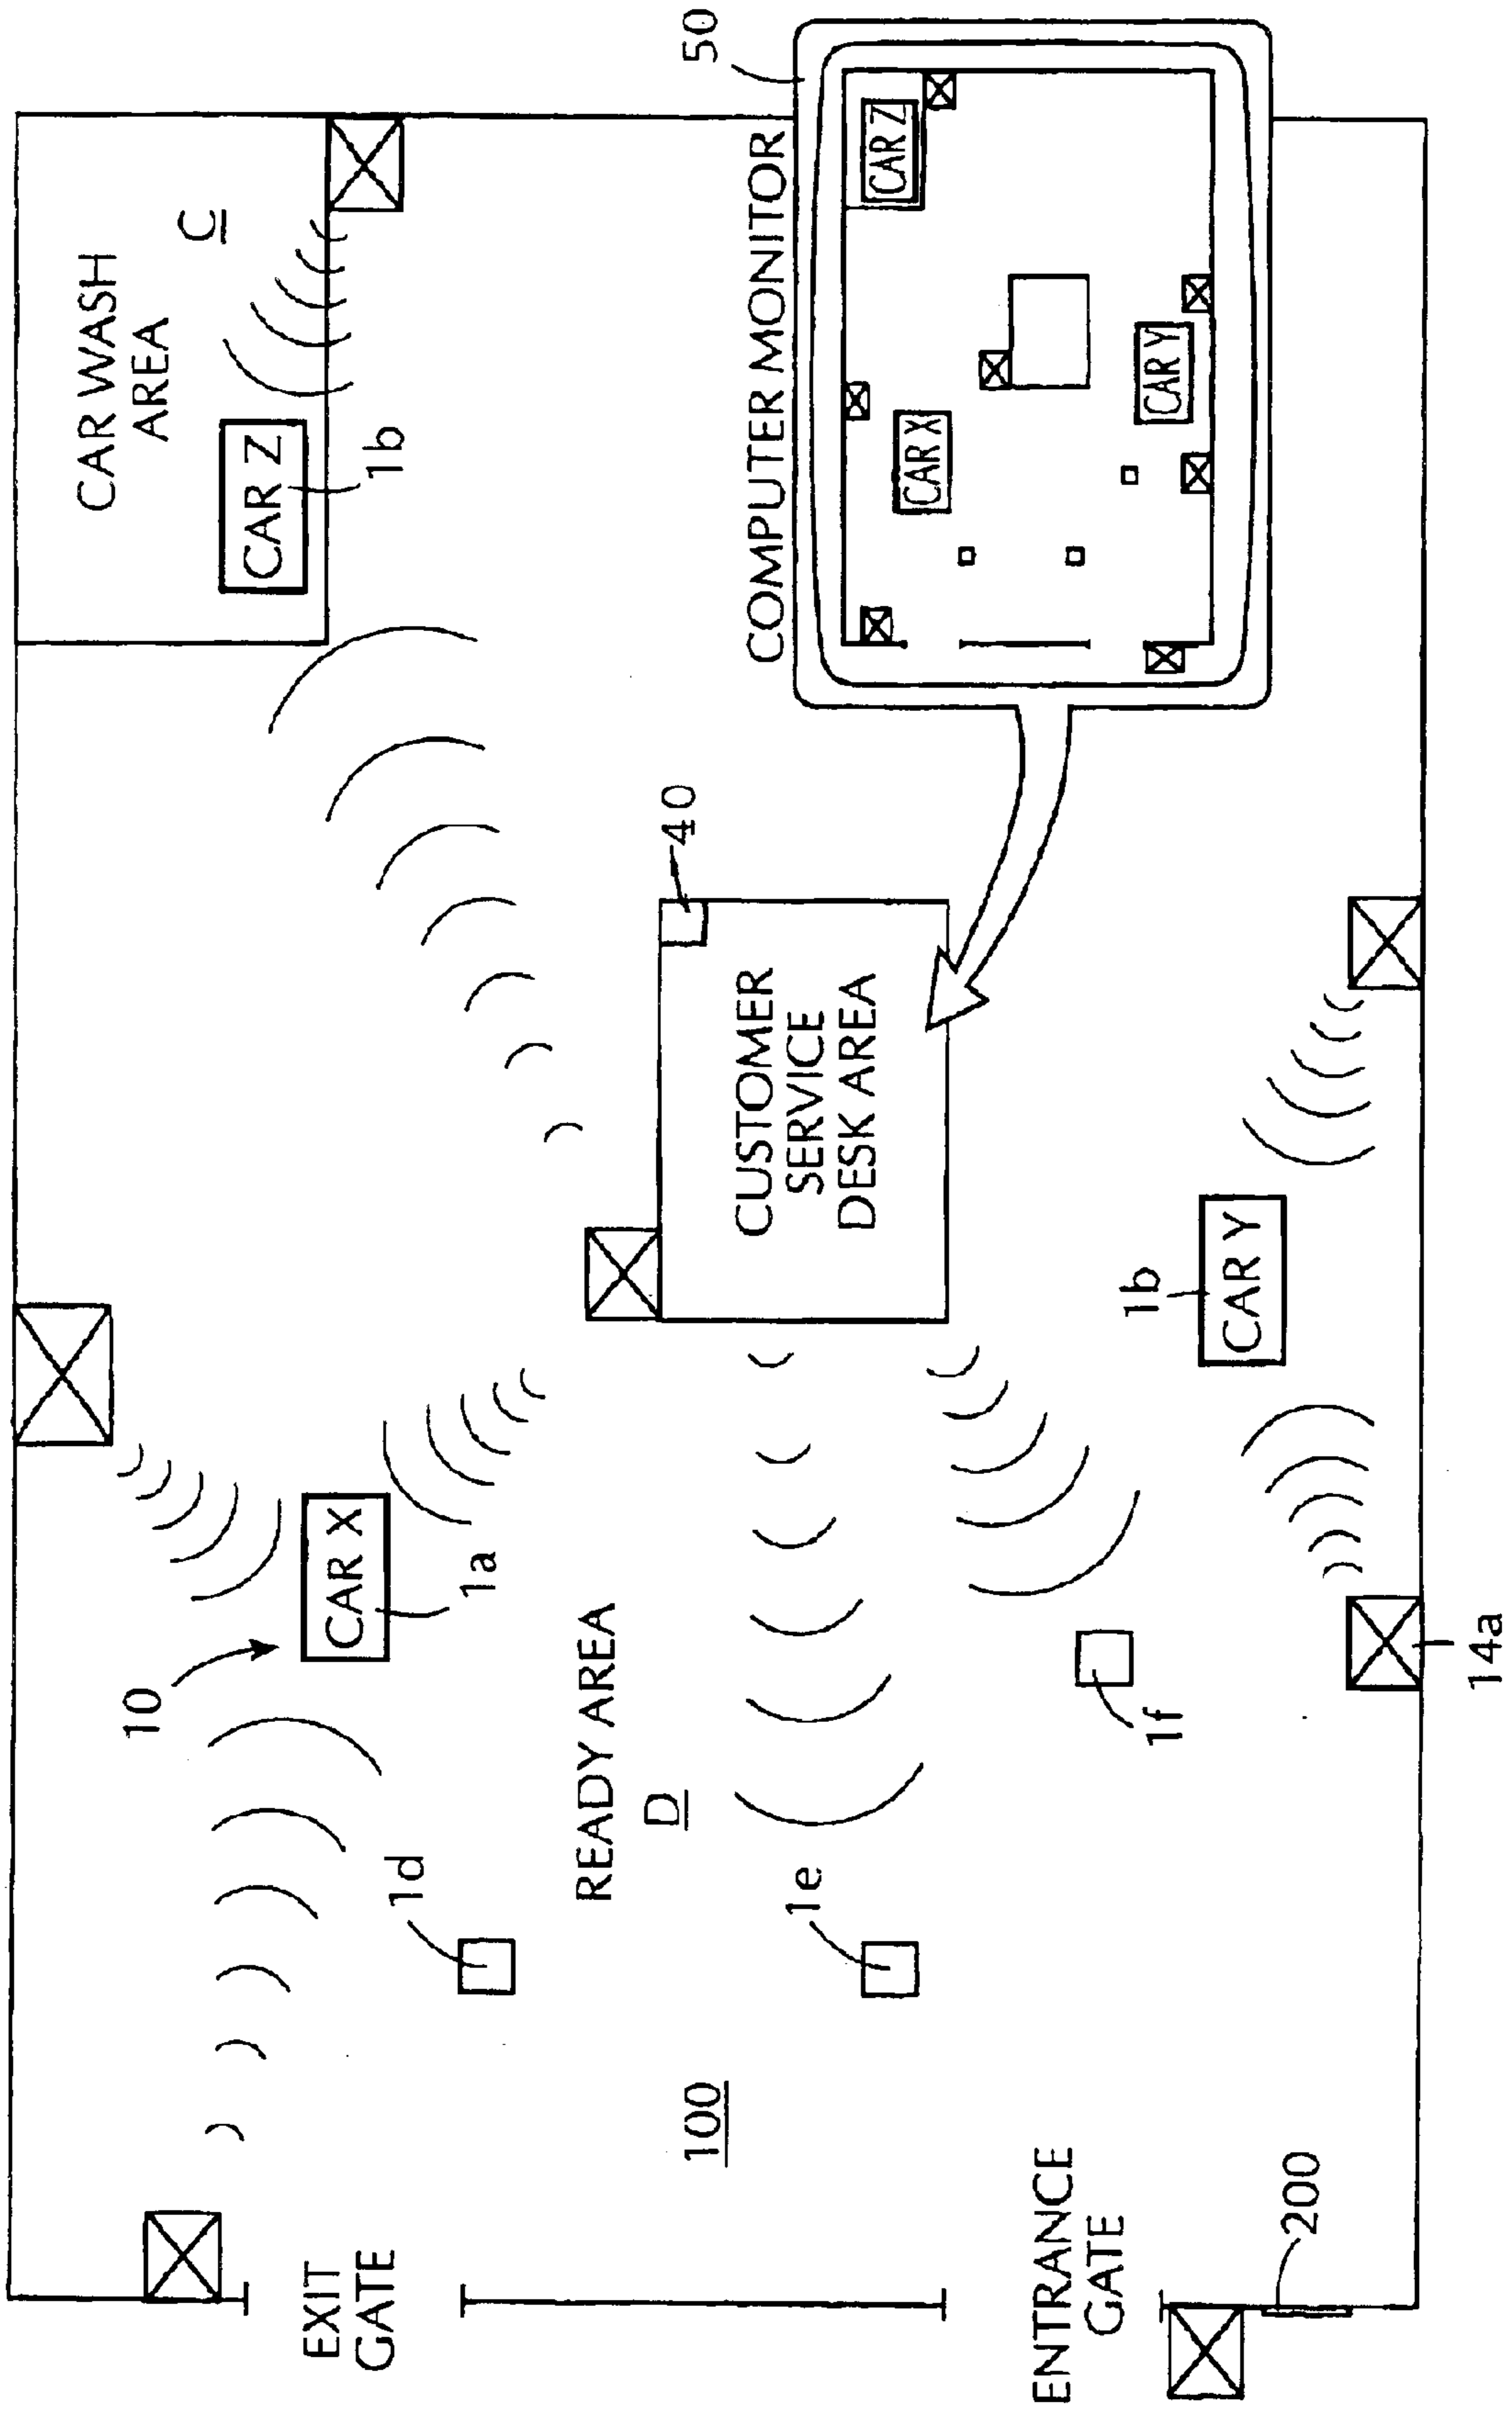 EXIT
GATE
ENTRANCE
GATE
200
100
10
1d
1e
1f
14a
READY AREA
D
CAR X
1a
CAR Y
1b
CUSTOMER
SERVICE
DESK AREA
40
CAR WASH
AREA
C
CAR Z
1b
COMPUTER MONITOR
50
CAR X
CAR Y
CAR Z